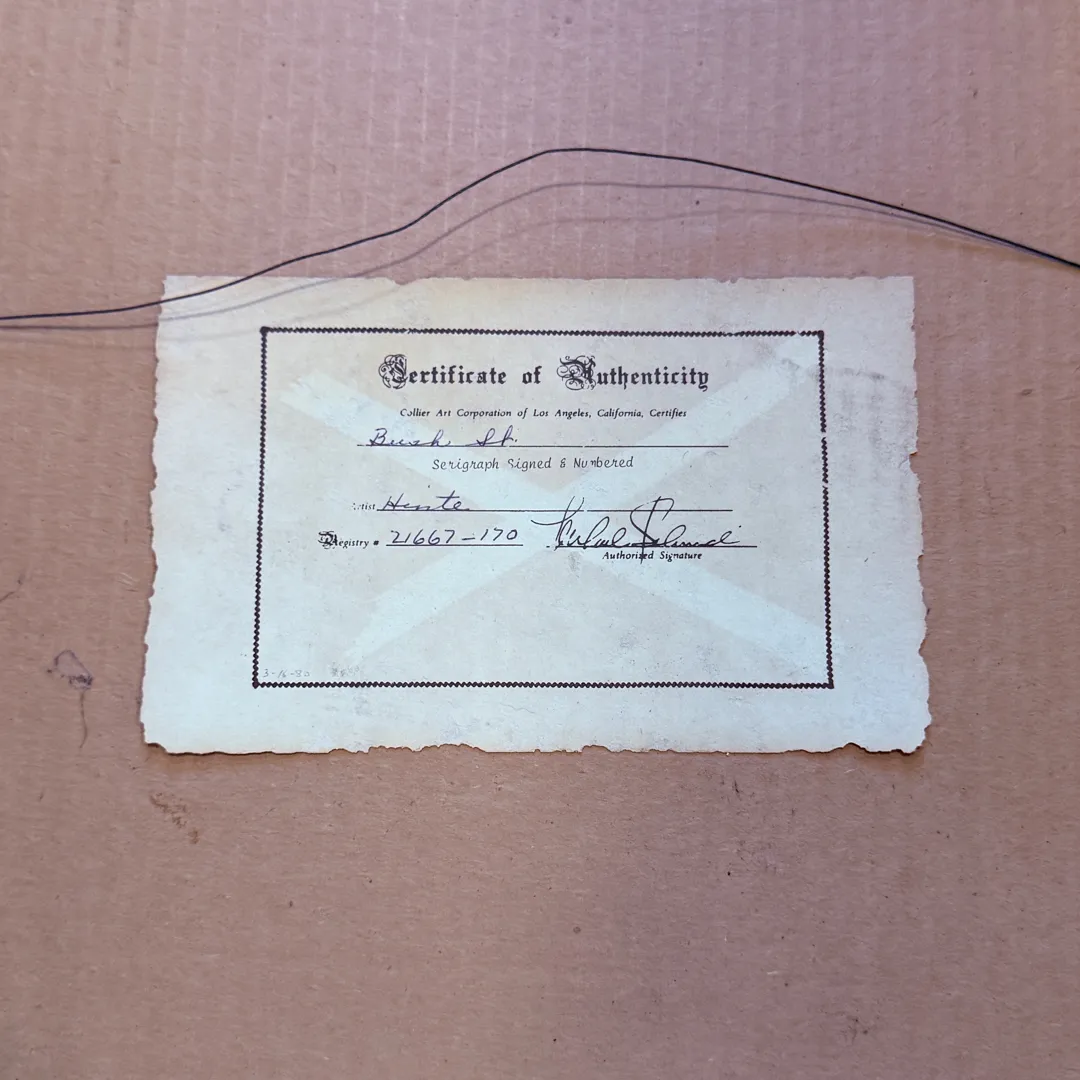 Certificate of Authenticity
Collier Art Corporation of Los Angeles, California, Certifies
Bush St.
Serigraph Signed & Numbered
Artist Hunte
Registry # 21667-170
Authorized Signature